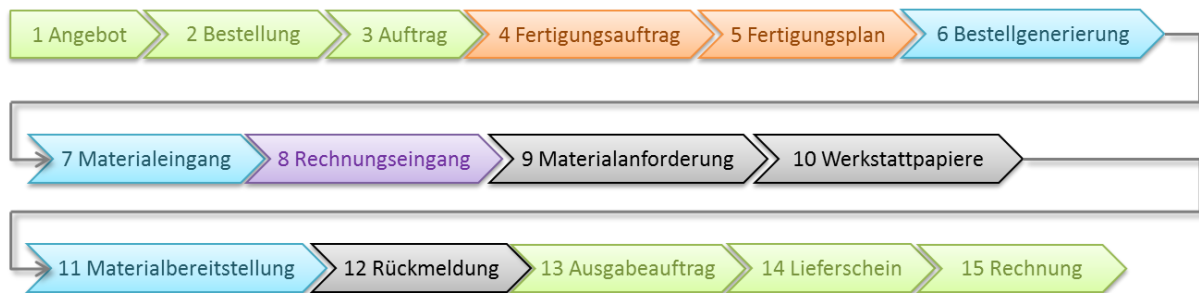 1 Angebot 2 Bestellung 3 Auftrag 4 Fertigungsauftrag 5 Fertigungsplan 6 Bestellgenerierung
7 Materialeingang 8 Rechnungseingang 9 Materialanforderung 10 Werkstattpapiere
11 Materialbereitstellung 12 Rückmeldung 13 Ausgabeauftrag 14 Lieferschein 15 Rechnung